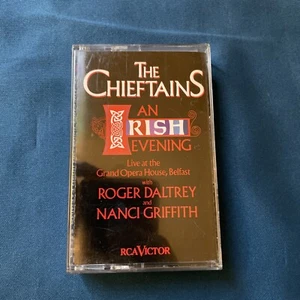 THE
CHIEFTAINS
AN
IRISH
EVENING
Live at the
Grand Opera House, Belfast
with
ROGER DALTREY
and
NANCI GRIFFITH
RCA VICTOR